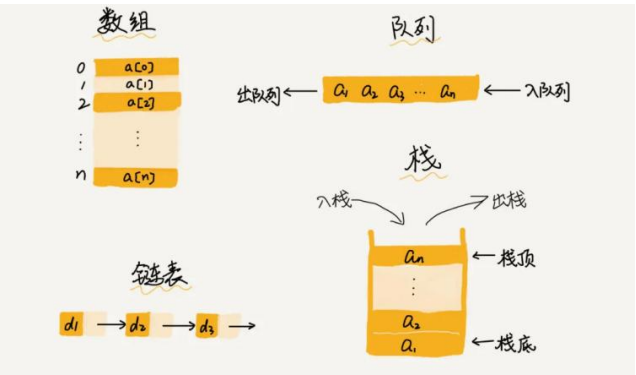 数组
0 a[0]
1 a[1]
2 a[2]
⋮ ⋮
n a[n]
队列
出队列 ← a₁ a₂ a₃ … aₙ ← 入队列
栈
入栈 出栈
aₙ ← 栈顶
⋮
a₂
a₁ ← 栈底
链表
d₁ → d₂ → d₃ →